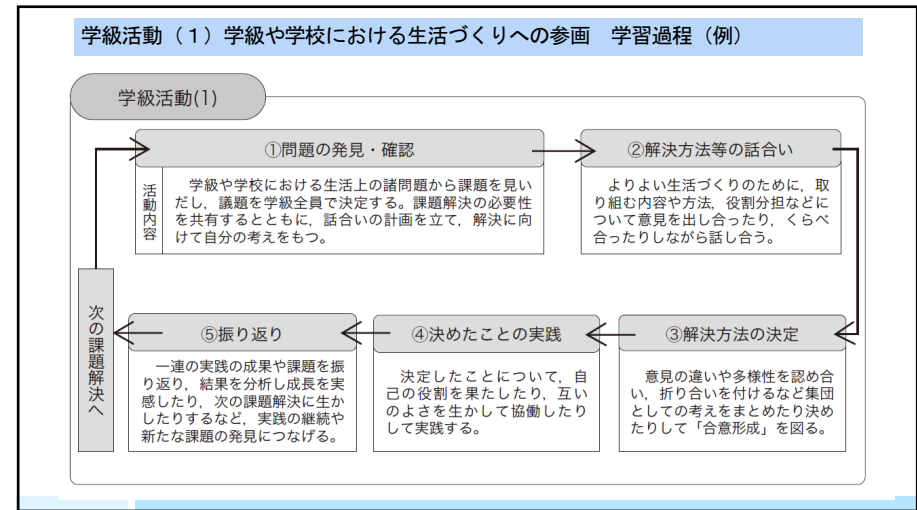 学級活動（１）学級や学校における生活づくりへの参画　学習過程（例）
学級活動(1)
①問題の発見・確認
活動内容
学級や学校における生活上の諸問題から課題を見い
だし，議題を学級全員で決定する。課題解決の必要性
を共有するとともに，話合いの計画を立て，解決に向
けて自分の考えをもつ。
②解決方法等の話合い
よりよい生活づくりのために，取
り組む内容や方法，役割分担などに
ついて意見を出し合ったり，くらべ
合ったりしながら話し合う。
③解決方法の決定
意見の違いや多様性を認め合
い，折り合いを付けるなど集団
としての考えをまとめたり決め
たりして「合意形成」を図る。
④決めたことの実践
決定したことについて，自
己の役割を果たしたり，互い
のよさを生かして協働したり
して実践する。
⑤振り返り
一連の実践の成果や課題を振
り返り，結果を分析し成長を実
感したり，次の課題解決に生か
したりするなど，実践の継続や
新たな課題の発見につなげる。
次の課題解決へ